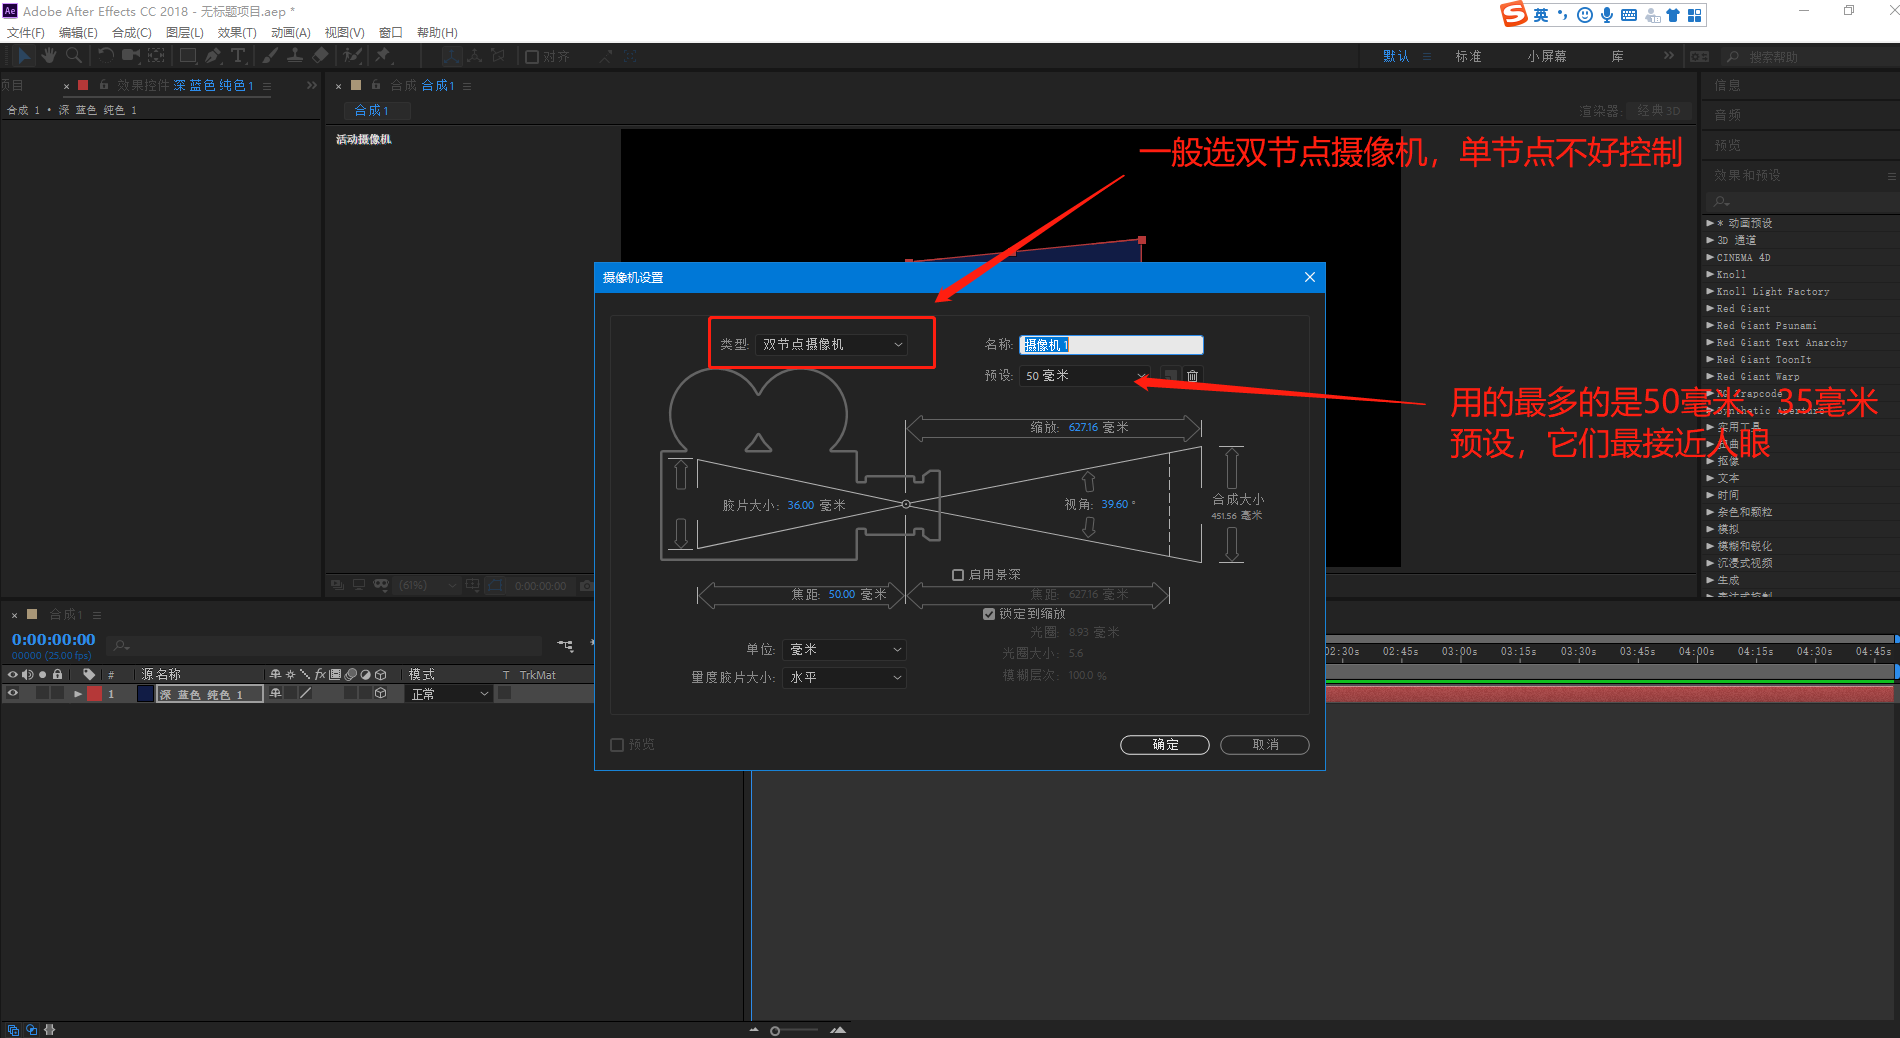 Ae Adobe After Effects CC 2018 - 无标题项目.aep *
英
文件(F) 编辑(E) 合成(C) 图层(L) 效果(T) 动画(A) 视图(V) 窗口 帮助(H)
对齐 默认 标准 小屏幕 库 搜索帮助
项目 效果控件 深 蓝色 纯色 1 合成 合成 1
合成 1 • 深 蓝色 纯色 1
合成 1
渲染器: 经典 3D
活动摄像机
一般选双节点摄像机，单节点不好控制
信息
音频
预览
效果和预设
* 动画预设
3D 通道
CINEMA 4D
Knoll
Knoll Light Factory
Red Giant
Red Giant Psunami
Red Giant Text Anarchy
Red Giant ToonIt
Red Giant Warp
RG Trapcode
Synthetic Aperture
实用工具
扭曲
抠像
文本
时间
杂色和颗粒
模拟
模糊和锐化
沉浸式视频
生成
表达式控制
用的最多的是50毫米、35毫米
预设，它们最接近人眼
摄像机设置
类型: 双节点摄像机
名称: 摄像机 1
预设: 50 毫米
缩放: 627.16 毫米
胶片大小: 36.00 毫米
视角: 39.60 °
合成大小
451.56 毫米
启用景深
焦距: 50.00 毫米
焦距: 627.16 毫米
锁定到缩放
光圈: 8.93 毫米
光圈大小: 5.6
模糊层次: 100.0 %
单位: 毫米
量度胶片大小: 水平
预览
确定
取消
(61%) 0:00:00:00
合成 1
0:00:00:00
00000 (25.00 fps)
# 源名称 fx 模式 T TrkMat
1 深 蓝色 纯色 1 正常
02:30s 02:45s 03:00s 03:15s 03:30s 03:45s 04:00s 04:15s 04:30s 04:45s